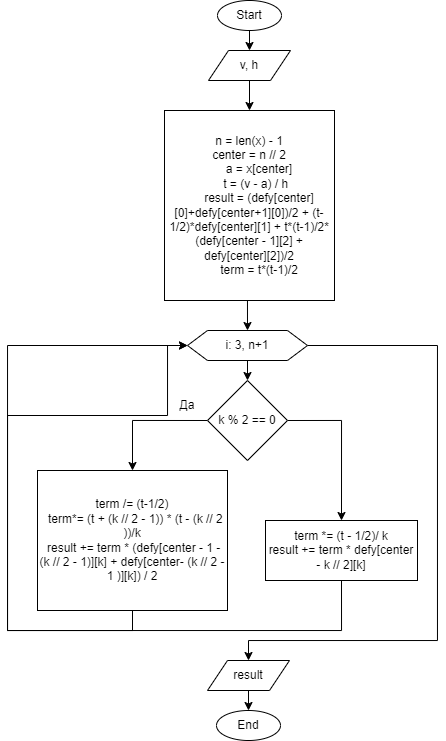 Start
v, h
n = len(x) - 1
center = n // 2
a = x[center]
t = (v - a) / h
result = (defy[center]
[0]+defy[center+1][0])/2 + (t-
1/2)*defy[center][1] + t*(t-1)/2*
(defy[center - 1][2] +
defy[center][2])/2
term = t*(t-1)/2
i: 3, n+1
Да
k % 2 == 0
term /= (t-1/2)
term*= (t + (k // 2 - 1)) * (t - (k // 2
))/k
result += term * (defy[center - 1 -
(k // 2 - 1)][k] + defy[center- (k // 2 -
1 )][k]) / 2
term *= (t - 1/2)/ k
result += term * defy[center
- k // 2][k]
result
End